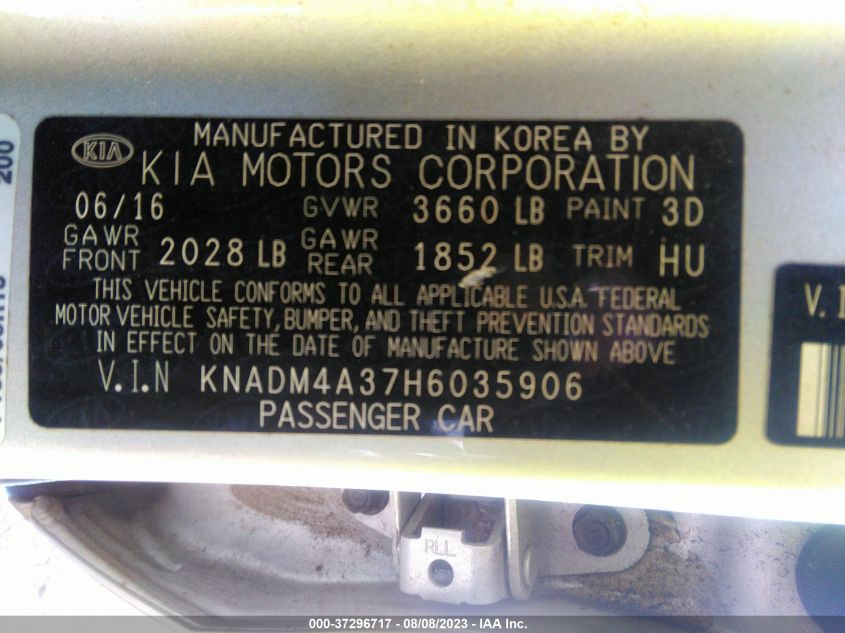 200
KIA
MANUFACTURED IN KOREA BY
KIA MOTORS CORPORATION
06/16 GVWR 3660 LB PAINT 3D
GAWR FRONT 2028 LB GAWR REAR 1852 LB TRIM HU
THIS VEHICLE CONFORMS TO ALL APPLICABLE U.S.A. FEDERAL
MOTOR VEHICLE SAFETY, BUMPER, AND THEFT PREVENTION STANDARDS
IN EFFECT ON THE DATE OF MANUFACTURE SHOWN ABOVE
V.I.N KNADM4A37H6035906
PASSENGER CAR
RLL
000-37296717 - 08/08/2023 - IAA Inc.